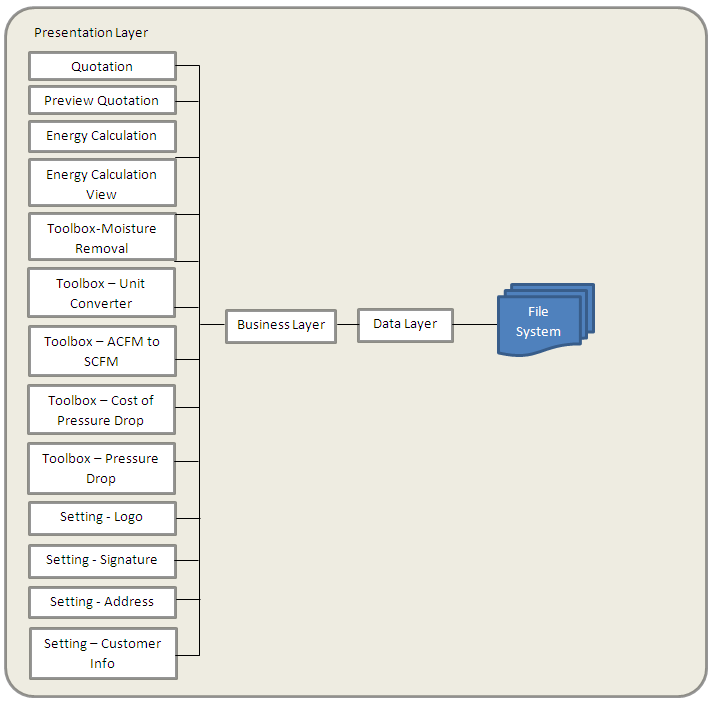 Presentation Layer
Quotation
Preview Quotation
Energy Calculation
Energy Calculation
View
Toolbox-Moisture
Removal
Toolbox – Unit
Converter
Toolbox – ACFM to
SCFM
Toolbox – Cost of
Pressure Drop
Toolbox – Pressure
Drop
Setting - Logo
Setting - Signature
Setting - Address
Setting – Customer
Info
Business Layer
Data Layer
File
System